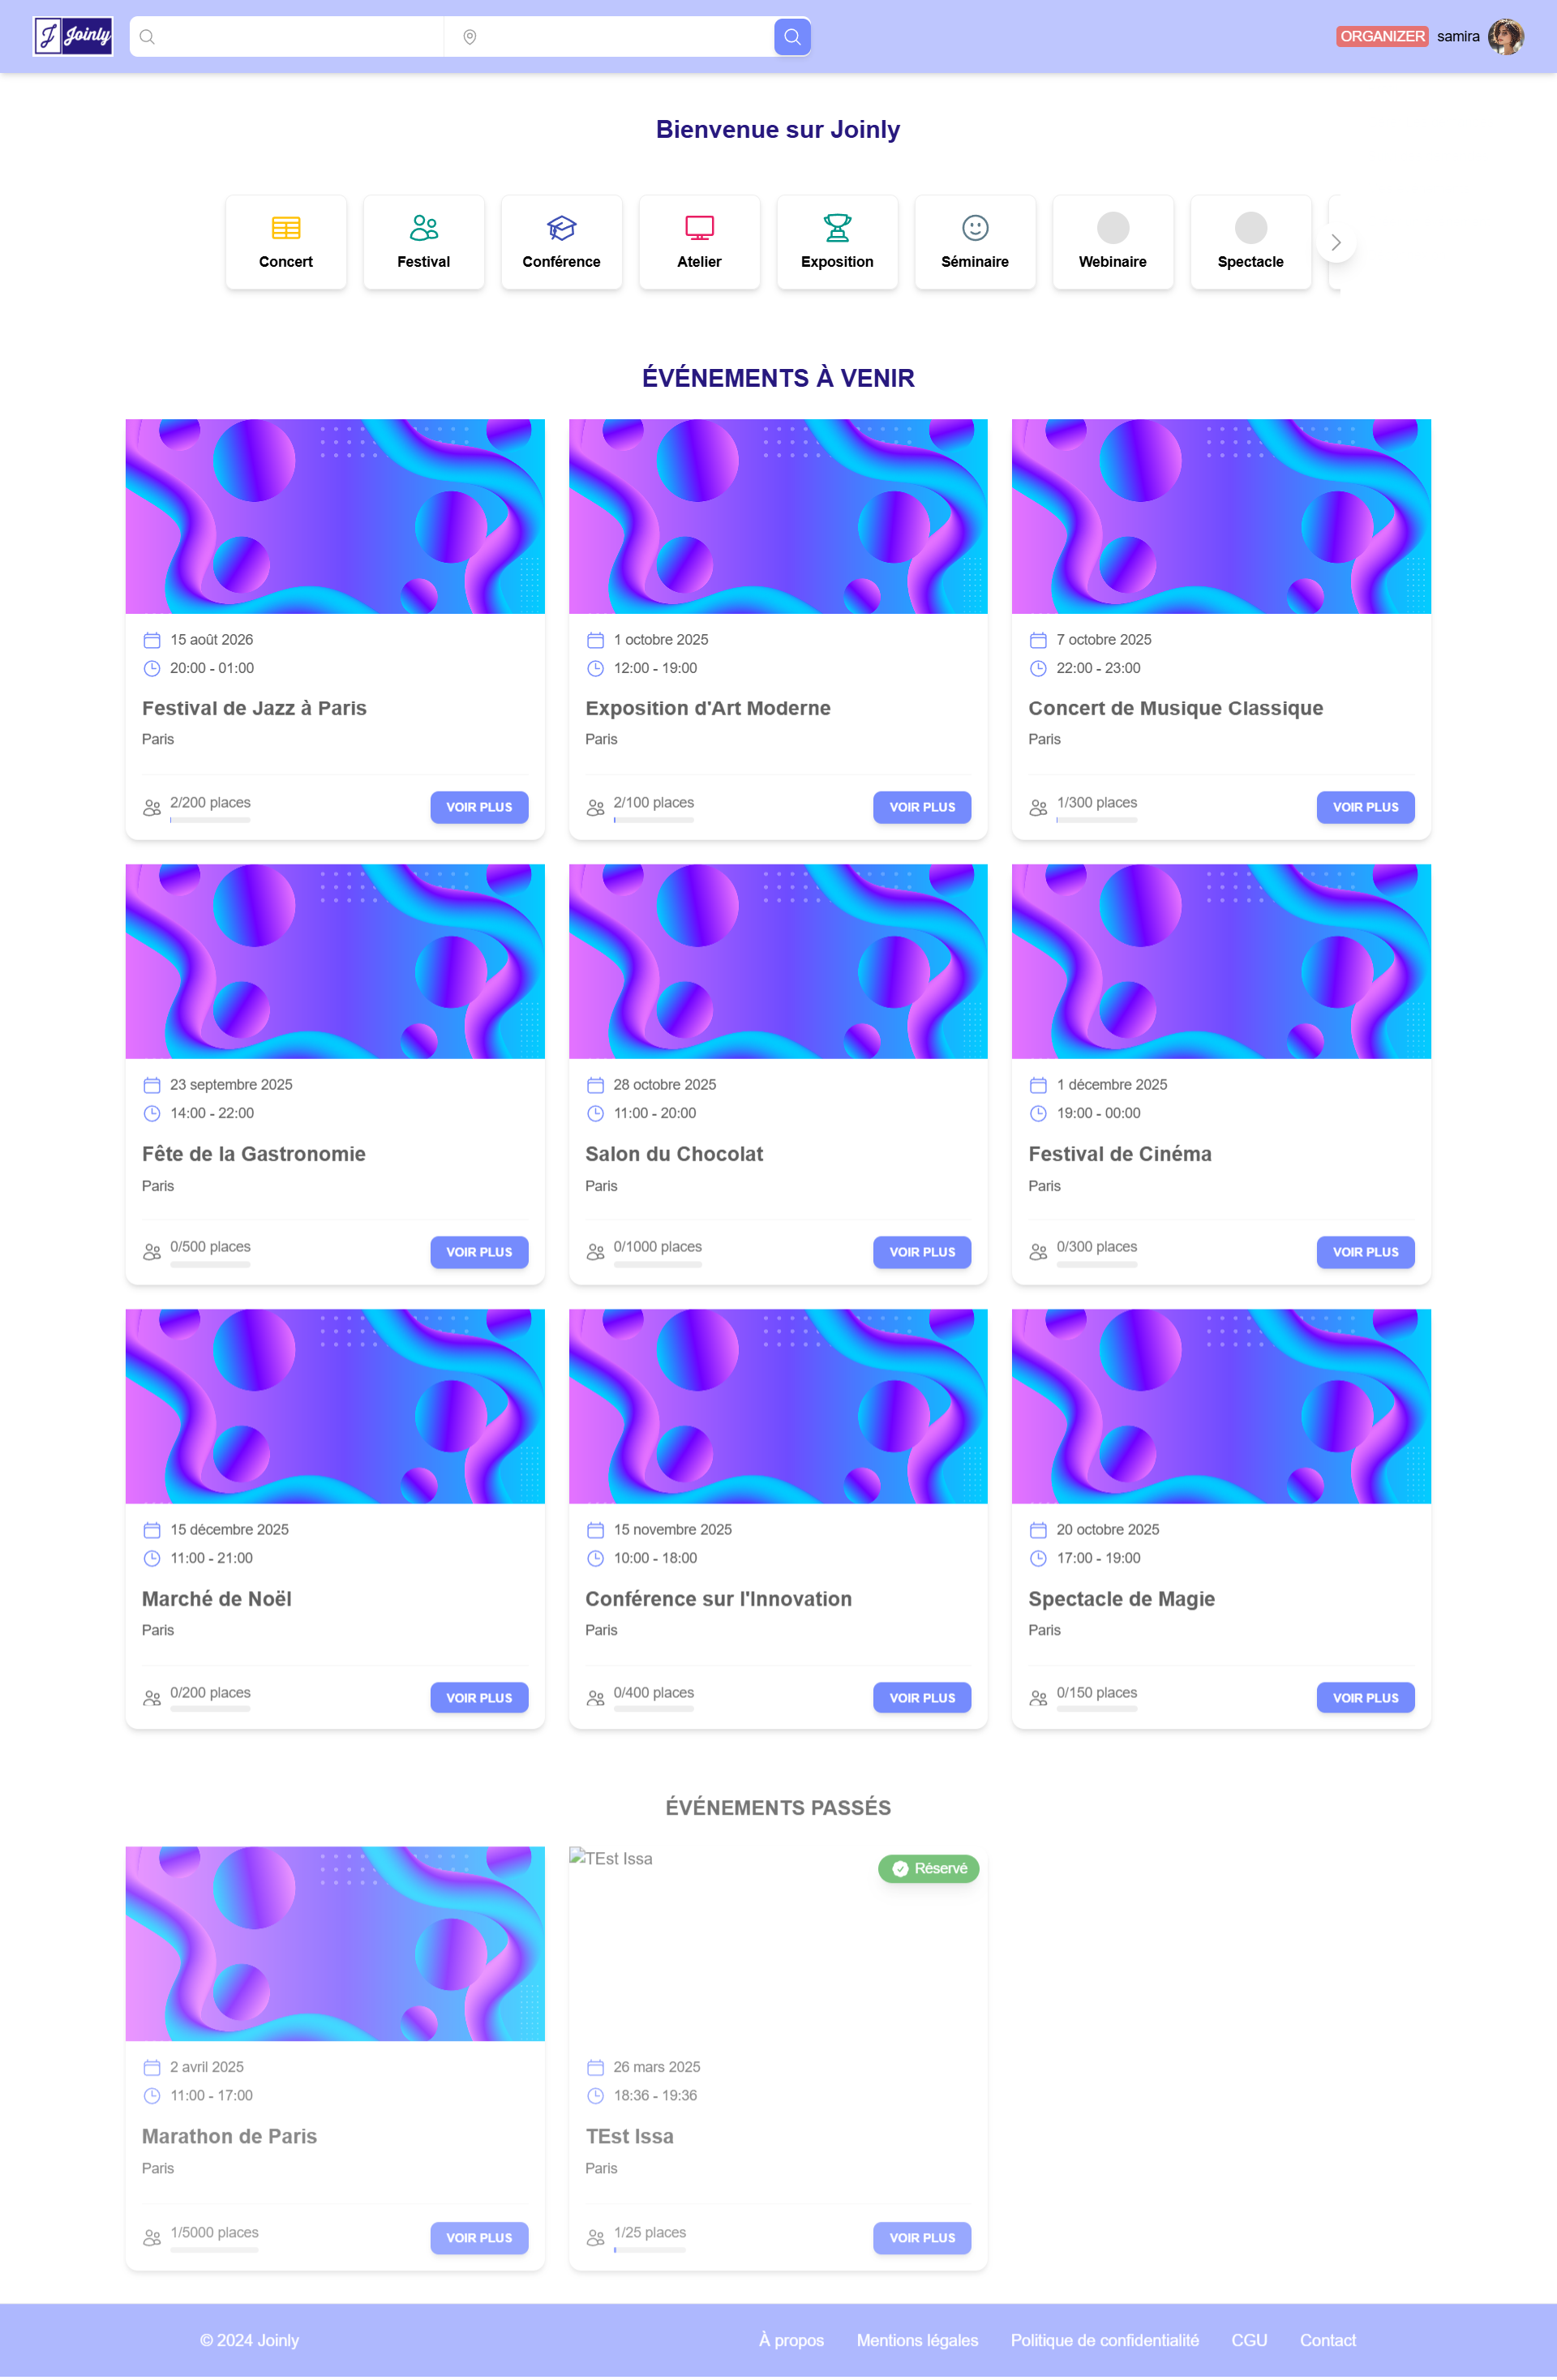 J Joinly
ORGANIZER samira
Bienvenue sur Joinly
Concert Festival Conférence Atelier Exposition Séminaire Webinaire Spectacle
ÉVÉNEMENTS À VENIR
15 août 2026
20:00 - 01:00
Festival de Jazz à Paris
Paris
2/200 places
VOIR PLUS
1 octobre 2025
12:00 - 19:00
Exposition d'Art Moderne
Paris
2/100 places
VOIR PLUS
7 octobre 2025
22:00 - 23:00
Concert de Musique Classique
Paris
1/300 places
VOIR PLUS
23 septembre 2025
14:00 - 22:00
Fête de la Gastronomie
Paris
0/500 places
VOIR PLUS
28 octobre 2025
11:00 - 20:00
Salon du Chocolat
Paris
0/1000 places
VOIR PLUS
1 décembre 2025
19:00 - 00:00
Festival de Cinéma
Paris
0/300 places
VOIR PLUS
15 décembre 2025
11:00 - 21:00
Marché de Noël
Paris
0/200 places
VOIR PLUS
15 novembre 2025
10:00 - 18:00
Conférence sur l'Innovation
Paris
0/400 places
VOIR PLUS
20 octobre 2025
17:00 - 19:00
Spectacle de Magie
Paris
0/150 places
VOIR PLUS
ÉVÉNEMENTS PASSÉS
2 avril 2025
11:00 - 17:00
Marathon de Paris
Paris
1/5000 places
VOIR PLUS
TEst Issa
Réservé
26 mars 2025
18:36 - 19:36
TEst Issa
Paris
1/25 places
VOIR PLUS
© 2024 Joinly À propos Mentions légales Politique de confidentialité CGU Contact